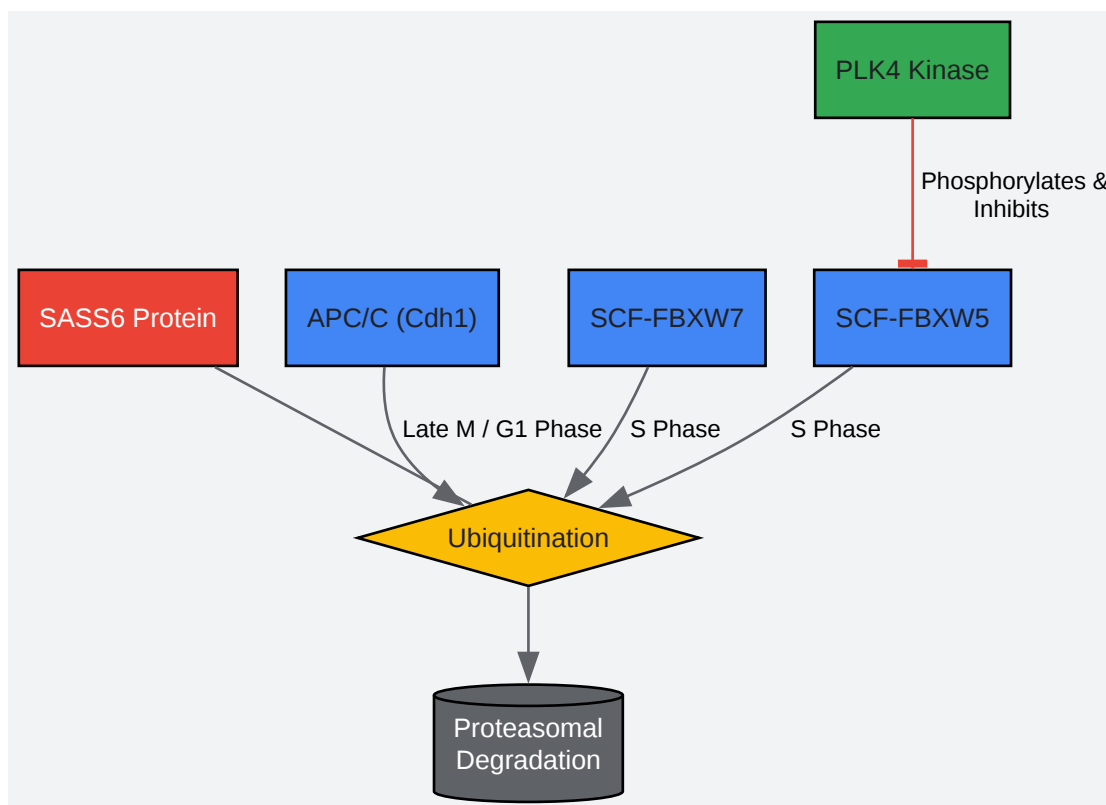 PLK4 Kinase
Phosphorylates &
Inhibits
SASS6 Protein
APC/C (Cdh1)
SCF-FBXW7
SCF-FBXW5
Late M / G1 Phase
S Phase
S Phase
Ubiquitination
Proteasomal
Degradation